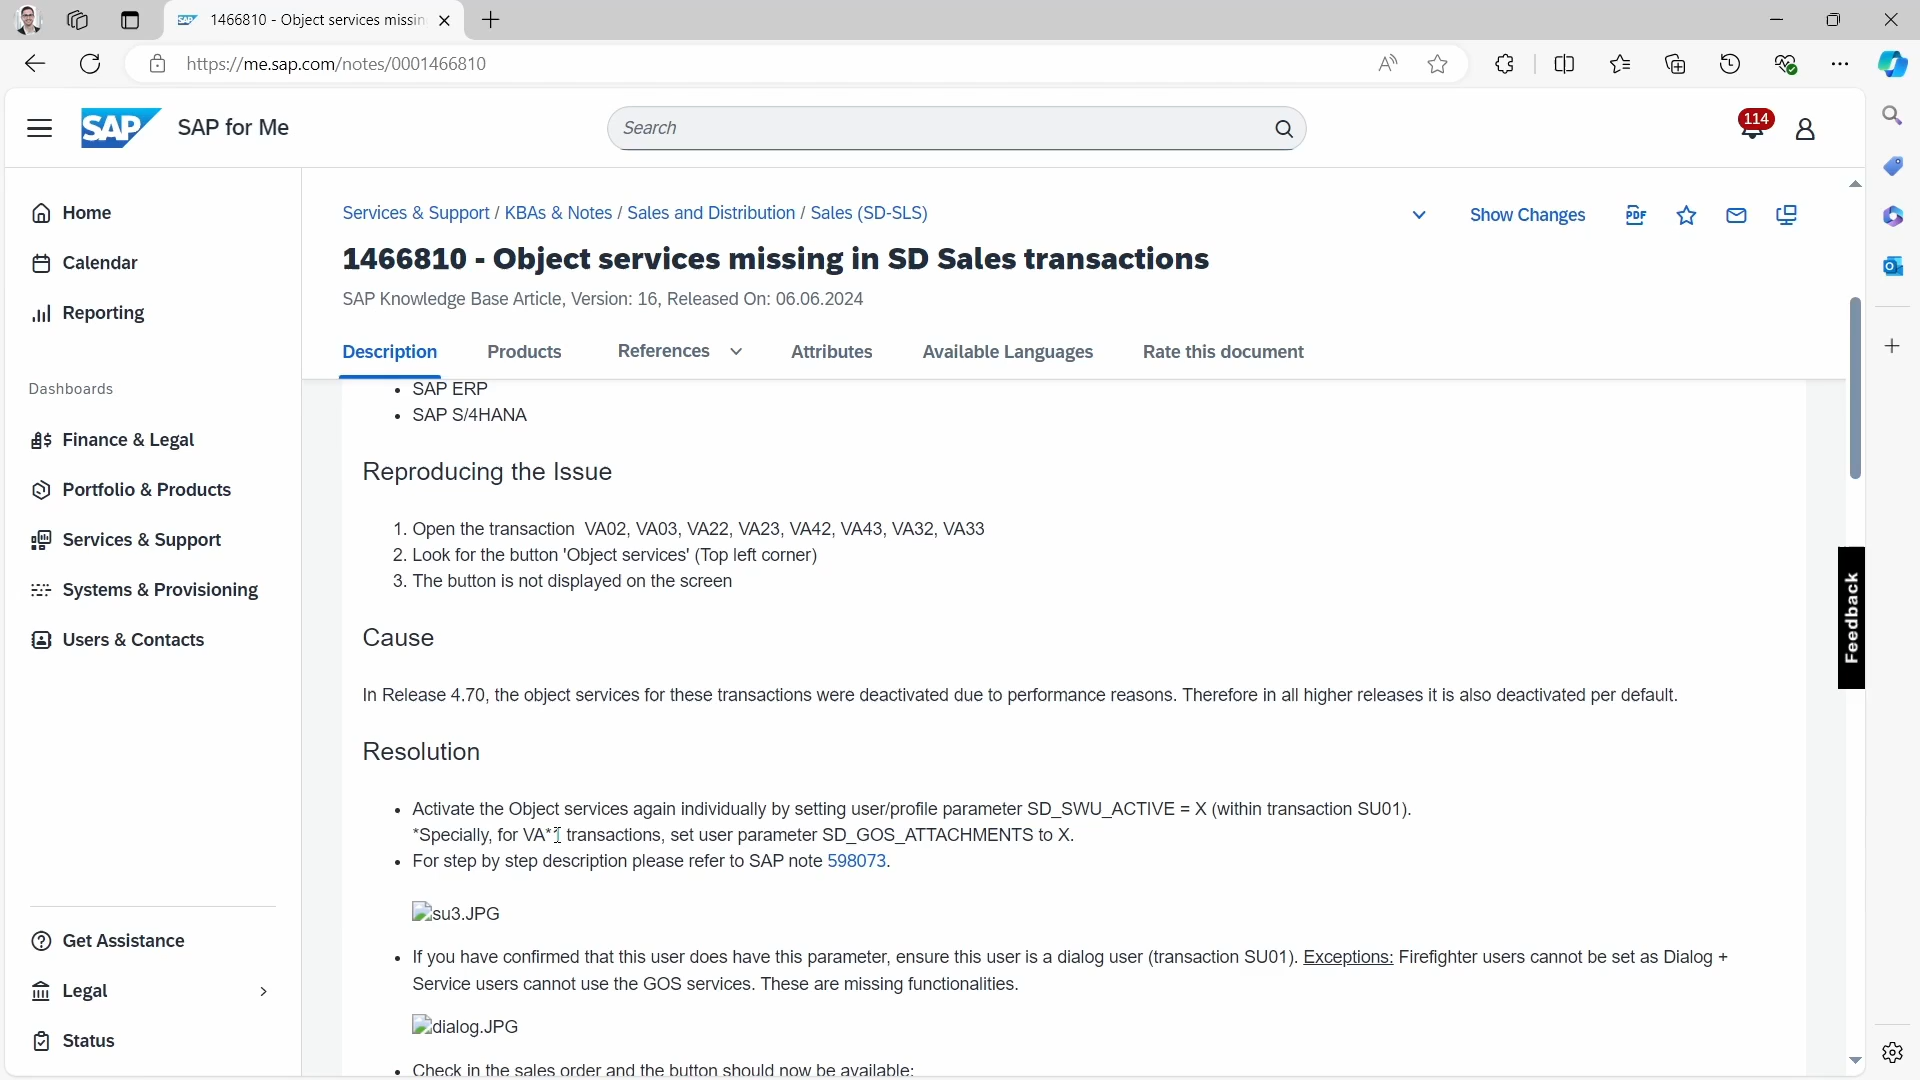 1466810 - Object services missin
https://me.sap.com/notes/0001466810
SAP
SAP for Me
Search
114
Home
Calendar
Reporting
Dashboards
Finance & Legal
Portfolio & Products
Services & Support
Systems & Provisioning
Users & Contacts
Get Assistance
Legal
Status
Services & Support / KBAs & Notes / Sales and Distribution / Sales (SD-SLS)
Show Changes
PDF
1466810 - Object services missing in SD Sales transactions
SAP Knowledge Base Article, Version: 16, Released On: 06.06.2024
Description
Products
References
Attributes
Available Languages
Rate this document
• SAP ERP
• SAP S/4HANA
Reproducing the Issue
1. Open the transaction VA02, VA03, VA22, VA23, VA42, VA43, VA32, VA33
2. Look for the button 'Object services' (Top left corner)
3. The button is not displayed on the screen
Cause
In Release 4.70, the object services for these transactions were deactivated due to performance reasons. Therefore in all higher releases it is also deactivated per default.
Resolution
• Activate the Object services again individually by setting user/profile parameter SD_SWU_ACTIVE = X (within transaction SU01).
*Specially, for VA*1 transactions, set user parameter SD_GOS_ATTACHMENTS to X.
• For step by step description please refer to SAP note 598073.
su3.JPG
• If you have confirmed that this user does have this parameter, ensure this user is a dialog user (transaction SU01). Exceptions: Firefighter users cannot be set as Dialog +
Service users cannot use the GOS services. These are missing functionalities.
dialog.JPG
• Check in the sales order and the button should now be available:
Feedback